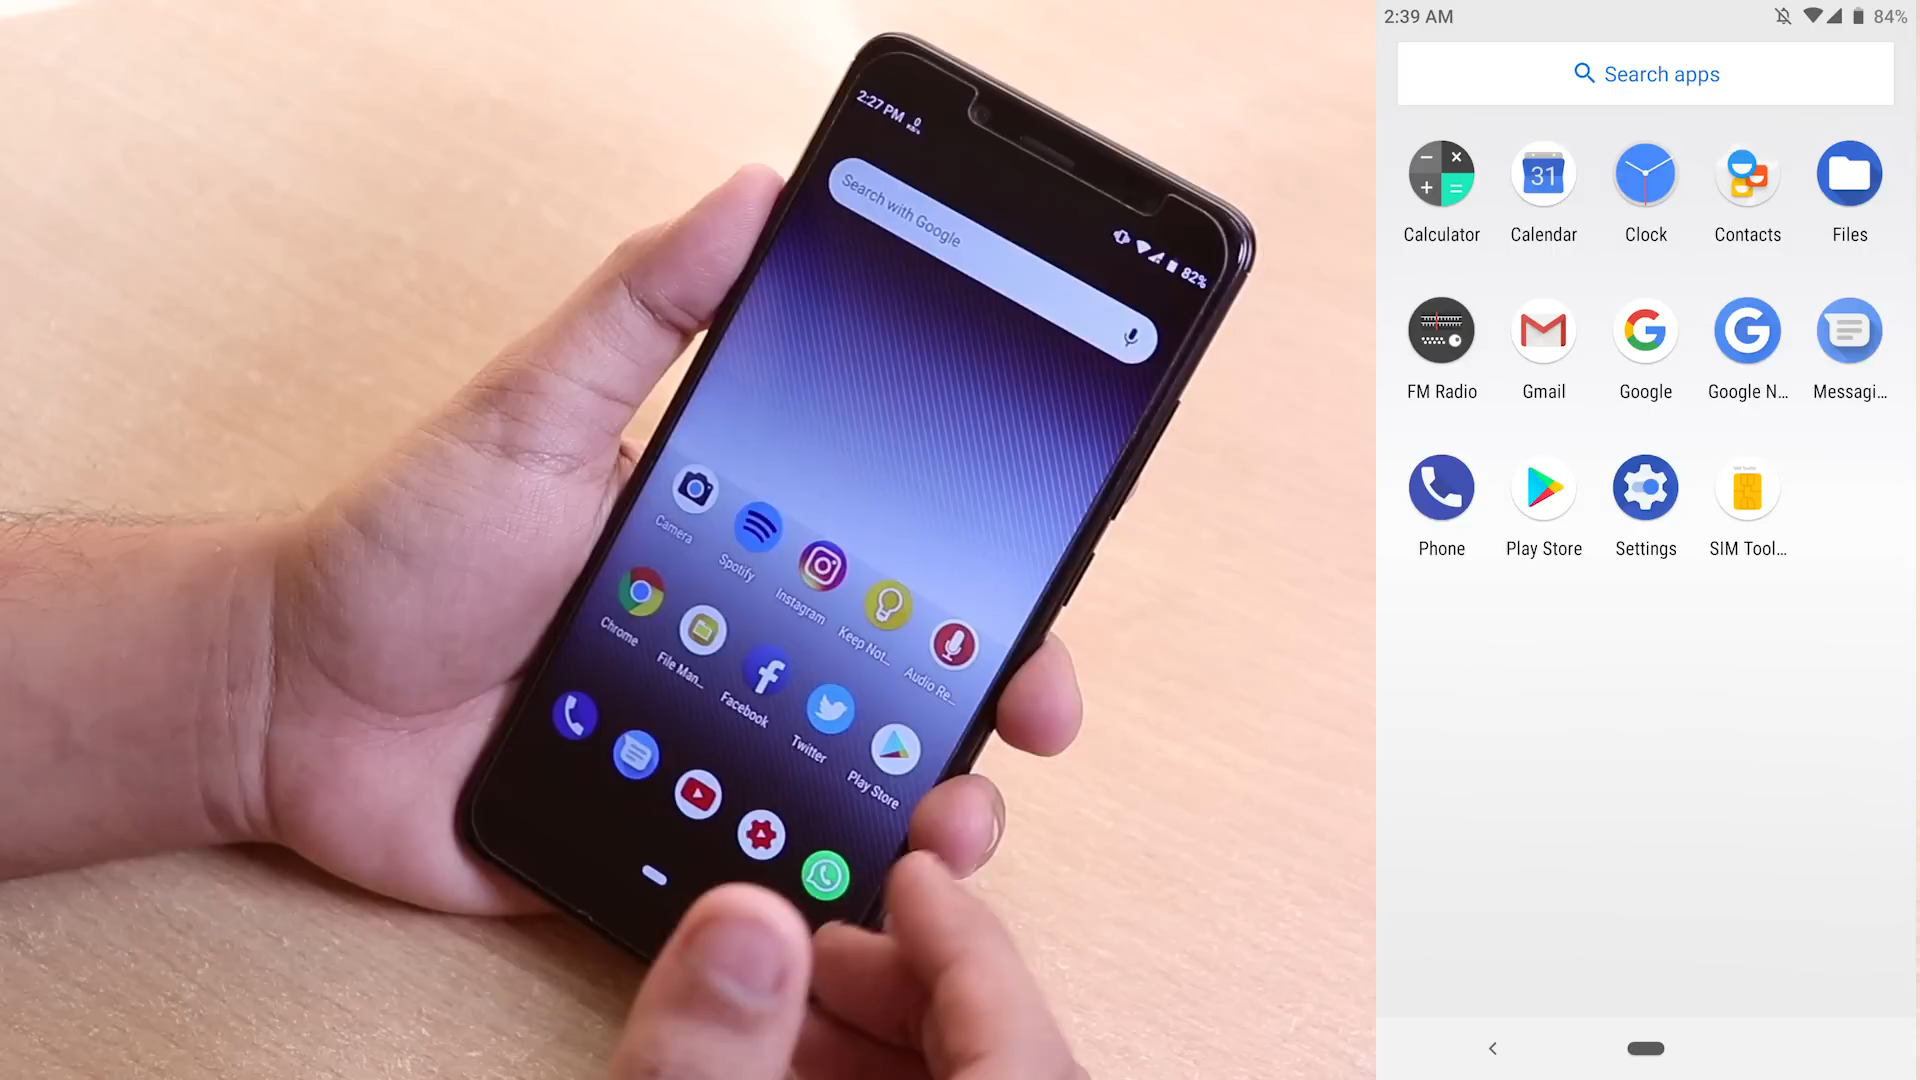 2:27 PM
0
82%
Search with Google
Camera
Spotify
Instagram
Keep Not...
Audio Re...
Chrome
File Man...
Facebook
Twitter
Play Store
2:39 AM
84%
Search apps
31
Calculator
Calendar
Clock
Contacts
Files
FM Radio
Gmail
Google
Google N...
Messagi...
Phone
Play Store
Settings
SIM Tool...